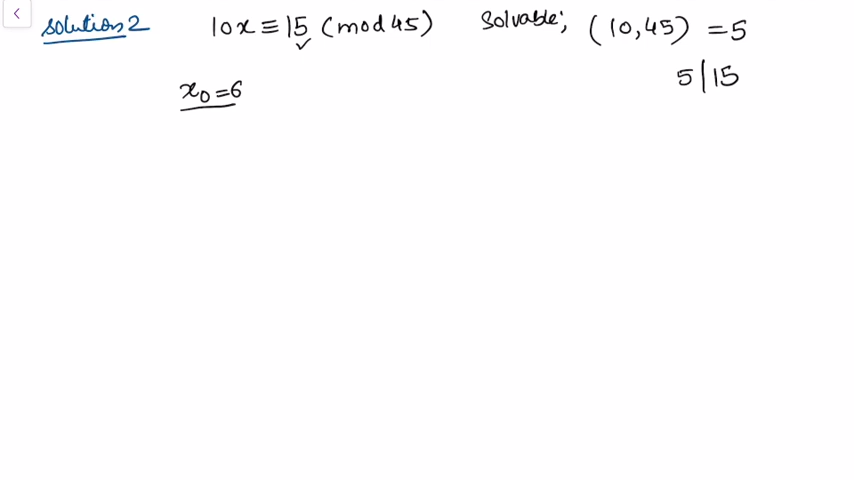 solution 2 10x ≡ 15 (mod 45) Solvable; (10,45) = 5
5|15
x₀ = 6